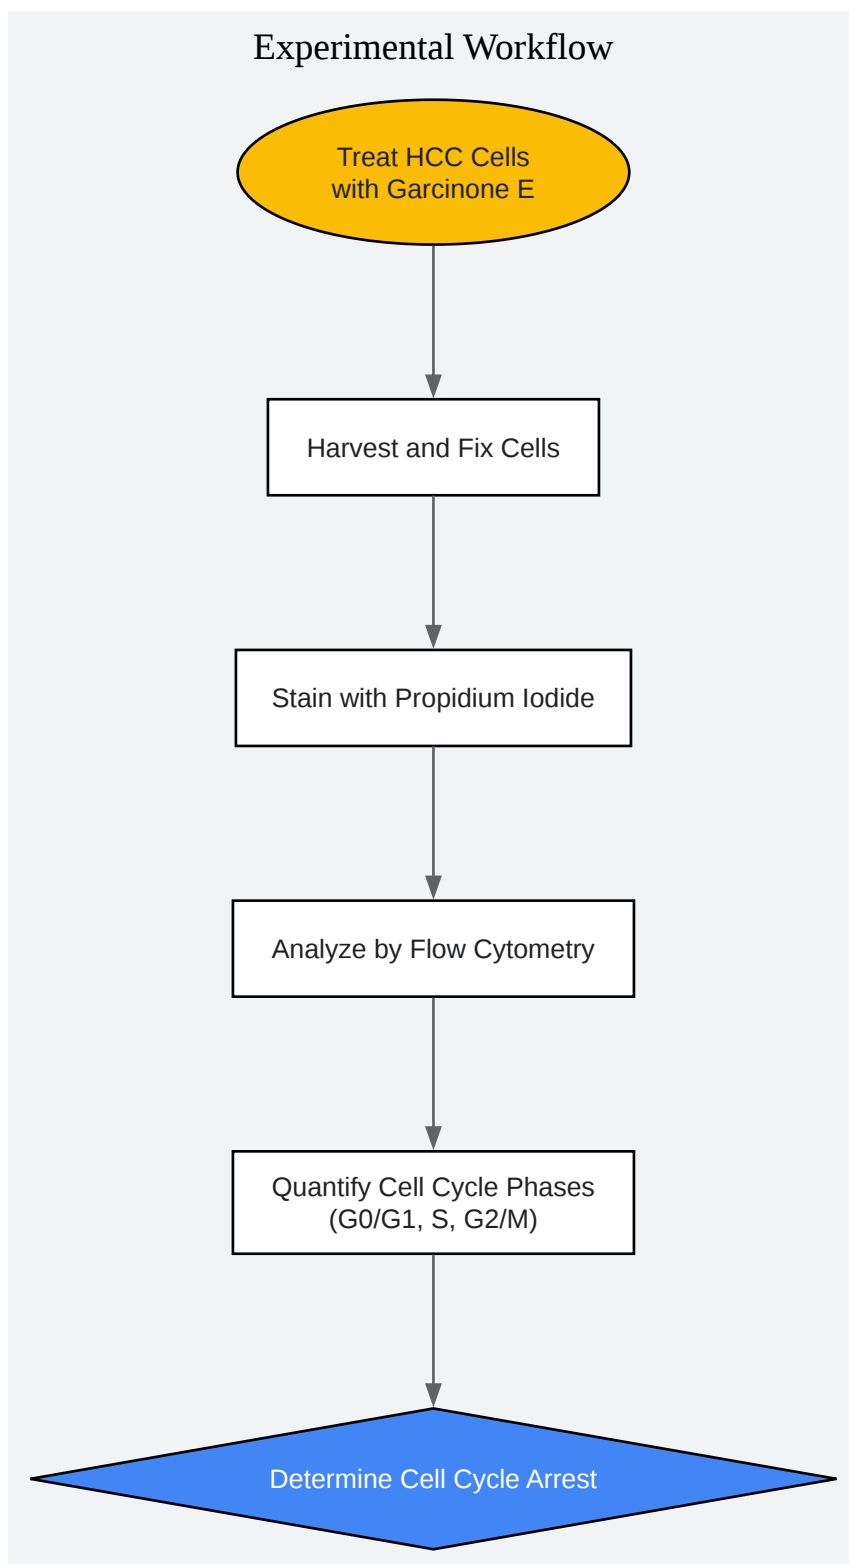 Experimental Workflow
Treat HCC Cells
with Garcinone E
Harvest and Fix Cells
Stain with Propidium Iodide
Analyze by Flow Cytometry
Quantify Cell Cycle Phases
(G0/G1, S, G2/M)
Determine Cell Cycle Arrest